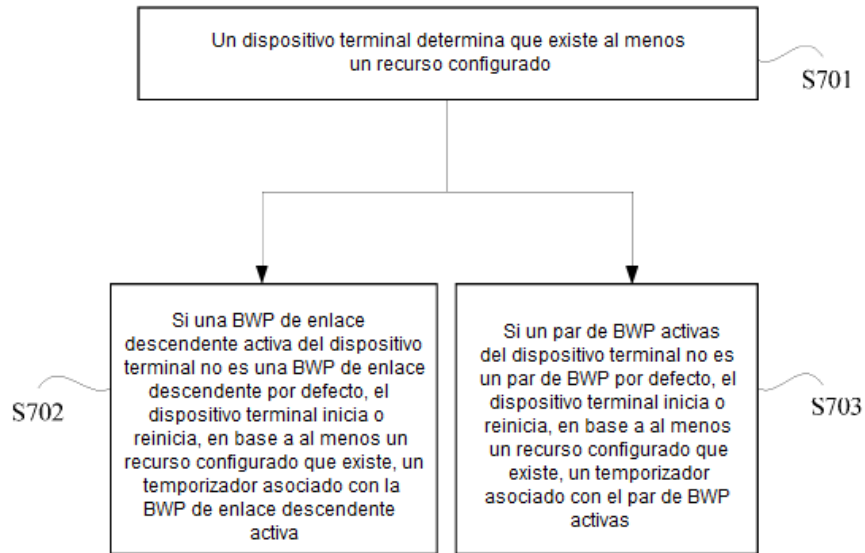 Un dispositivo terminal determina que existe al menos
un recurso configurado
S701
Si una BWP de enlace
descendente activa del dispositivo
terminal no es una BWP de enlace
descendente por defecto, el
dispositivo terminal inicia o
reinicia, en base a al menos un
recurso configurado que existe, un
temporizador asociado con la
BWP de enlace descendente
activa
S702
Si un par de BWP activas
del dispositivo terminal no es
un par de BWP por defecto, el
dispositivo terminal inicia o
reinicia, en base a al menos
un recurso configurado que
existe, un temporizador
asociado con el par de BWP
activas
S703